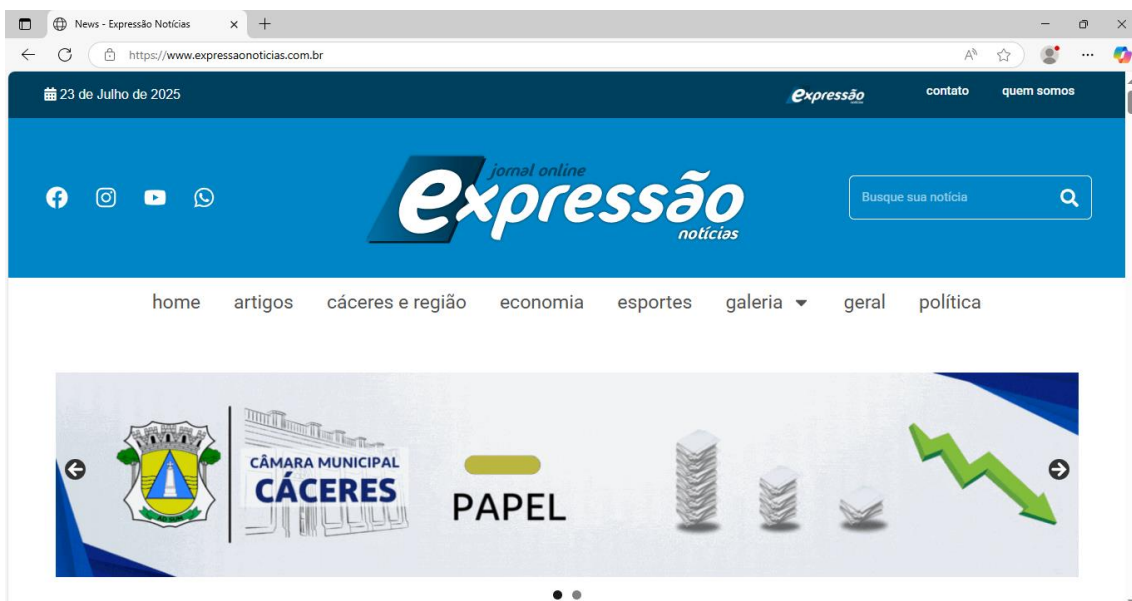 News - Expressão Notícias
https://www.expressaonoticias.com.br
23 de Julho de 2025
expressão
contato
quem somos
jornal online
expressão
notícias
Busque sua notícia
home artigos cáceres e região economia esportes galeria geral política
CÂMARA MUNICIPAL
CÁCERES
PAPEL